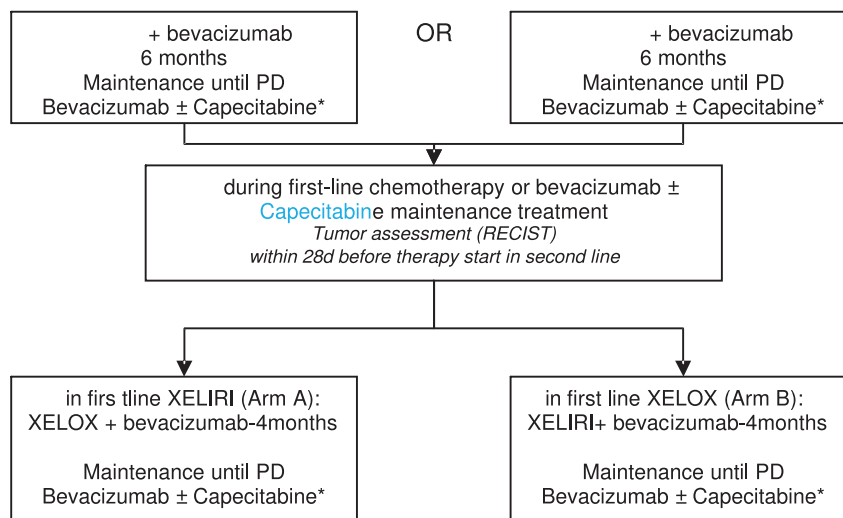 + bevacizumab
6 months
Maintenance until PD
Bevacizumab ± Capecitabine*
OR
+ bevacizumab
6 months
Maintenance until PD
Bevacizumab ± Capecitabine*
during first-line chemotherapy or bevacizumab ±
Capecitabine maintenance treatment
Tumor assessment (RECIST)
within 28d before therapy start in second line
in firs tline XELIRI (Arm A):
XELOX + bevacizumab-4months
Maintenance until PD
Bevacizumab ± Capecitabine*
in first line XELOX (Arm B):
XELIRI+ bevacizumab-4months
Maintenance until PD
Bevacizumab ± Capecitabine*